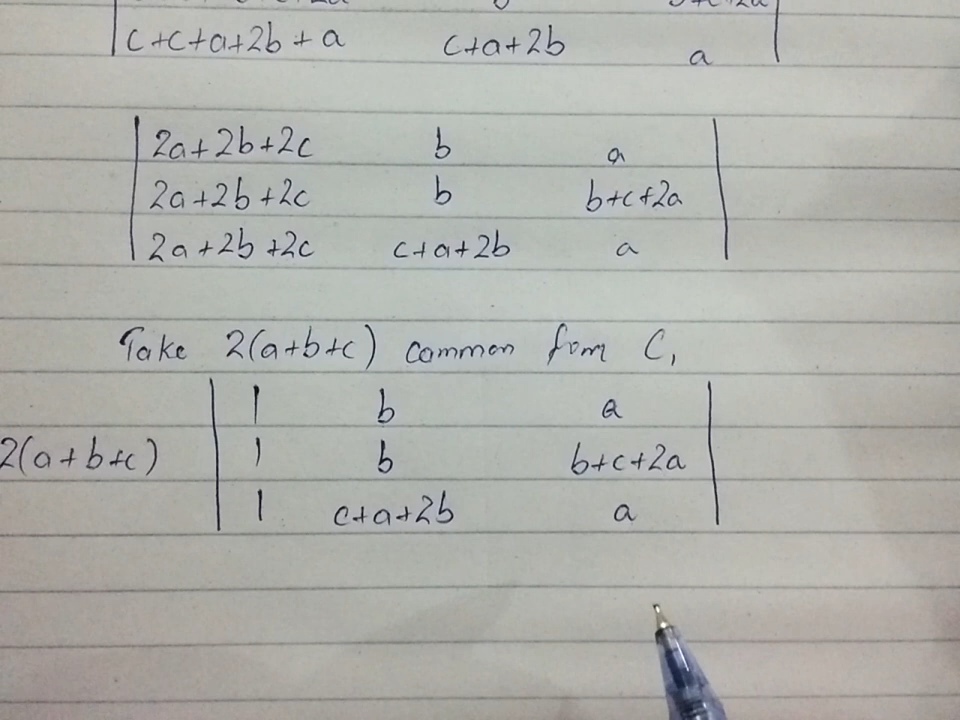 c+c+a+2b+a c+a+2b a
2a+2b+2c b a
2a+2b+2c b b+c+2a
2a+2b+2c c+a+2b a
Take 2(a+b+c) common fom C1
1 b a
2(a+b+c) 1 b b+c+2a
1 c+a+2b a